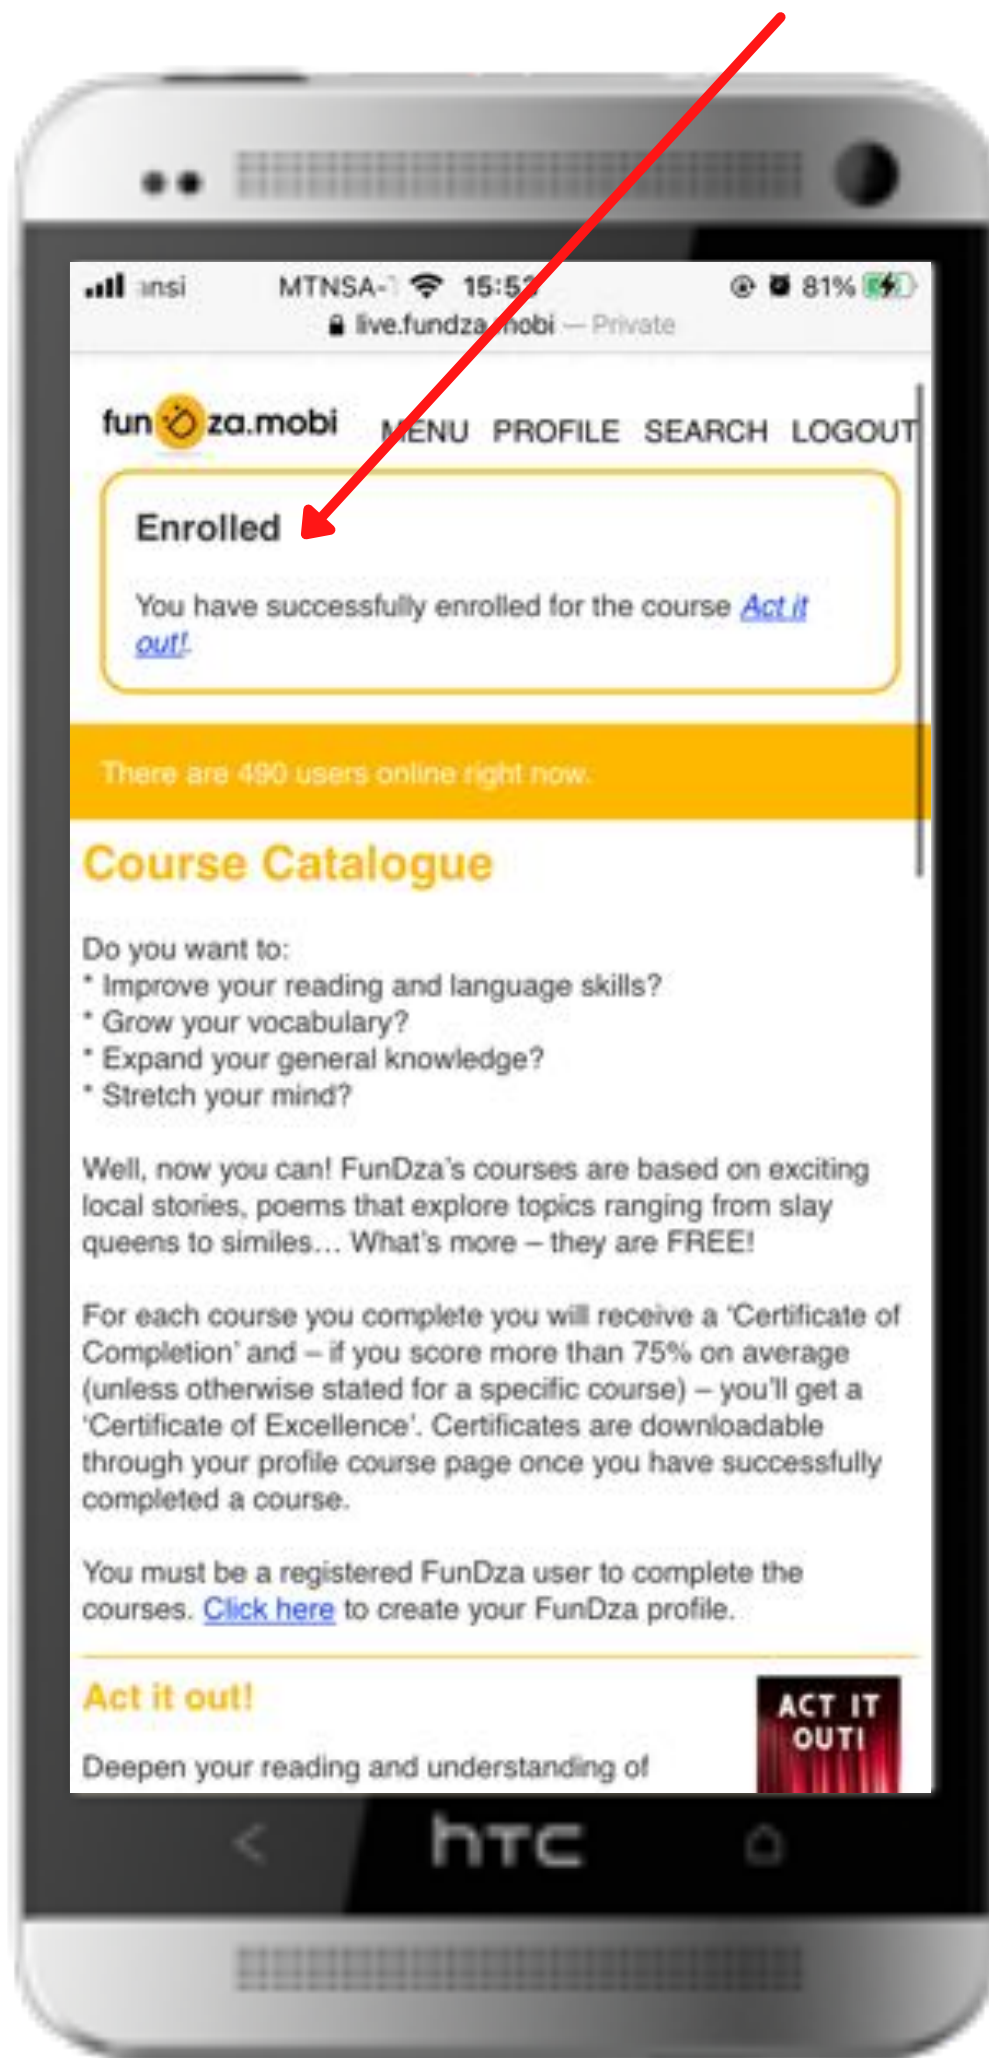 MTNSA- 15:5 81%
live.fundza.mobi — Private
fundza.mobi MENU PROFILE SEARCH LOGOUT
Enrolled
You have successfully enrolled for the course Act it
out!.
There are 490 users online right now.
Course Catalogue
Do you want to:
* Improve your reading and language skills?
* Grow your vocabulary?
* Expand your general knowledge?
* Stretch your mind?
Well, now you can! FunDza's courses are based on exciting
local stories, poems that explore topics ranging from slay
queens to similes... What's more – they are FREE!
For each course you complete you will receive a 'Certificate of
Completion' and – if you score more than 75% on average
(unless otherwise stated for a specific course) – you'll get a
'Certificate of Excellence'. Certificates are downloadable
through your profile course page once you have successfully
completed a course.
You must be a registered FunDza user to complete the
courses. Click here to create your FunDza profile.
Act it out!
ACT IT
OUT!
Deepen your reading and understanding of
hTC